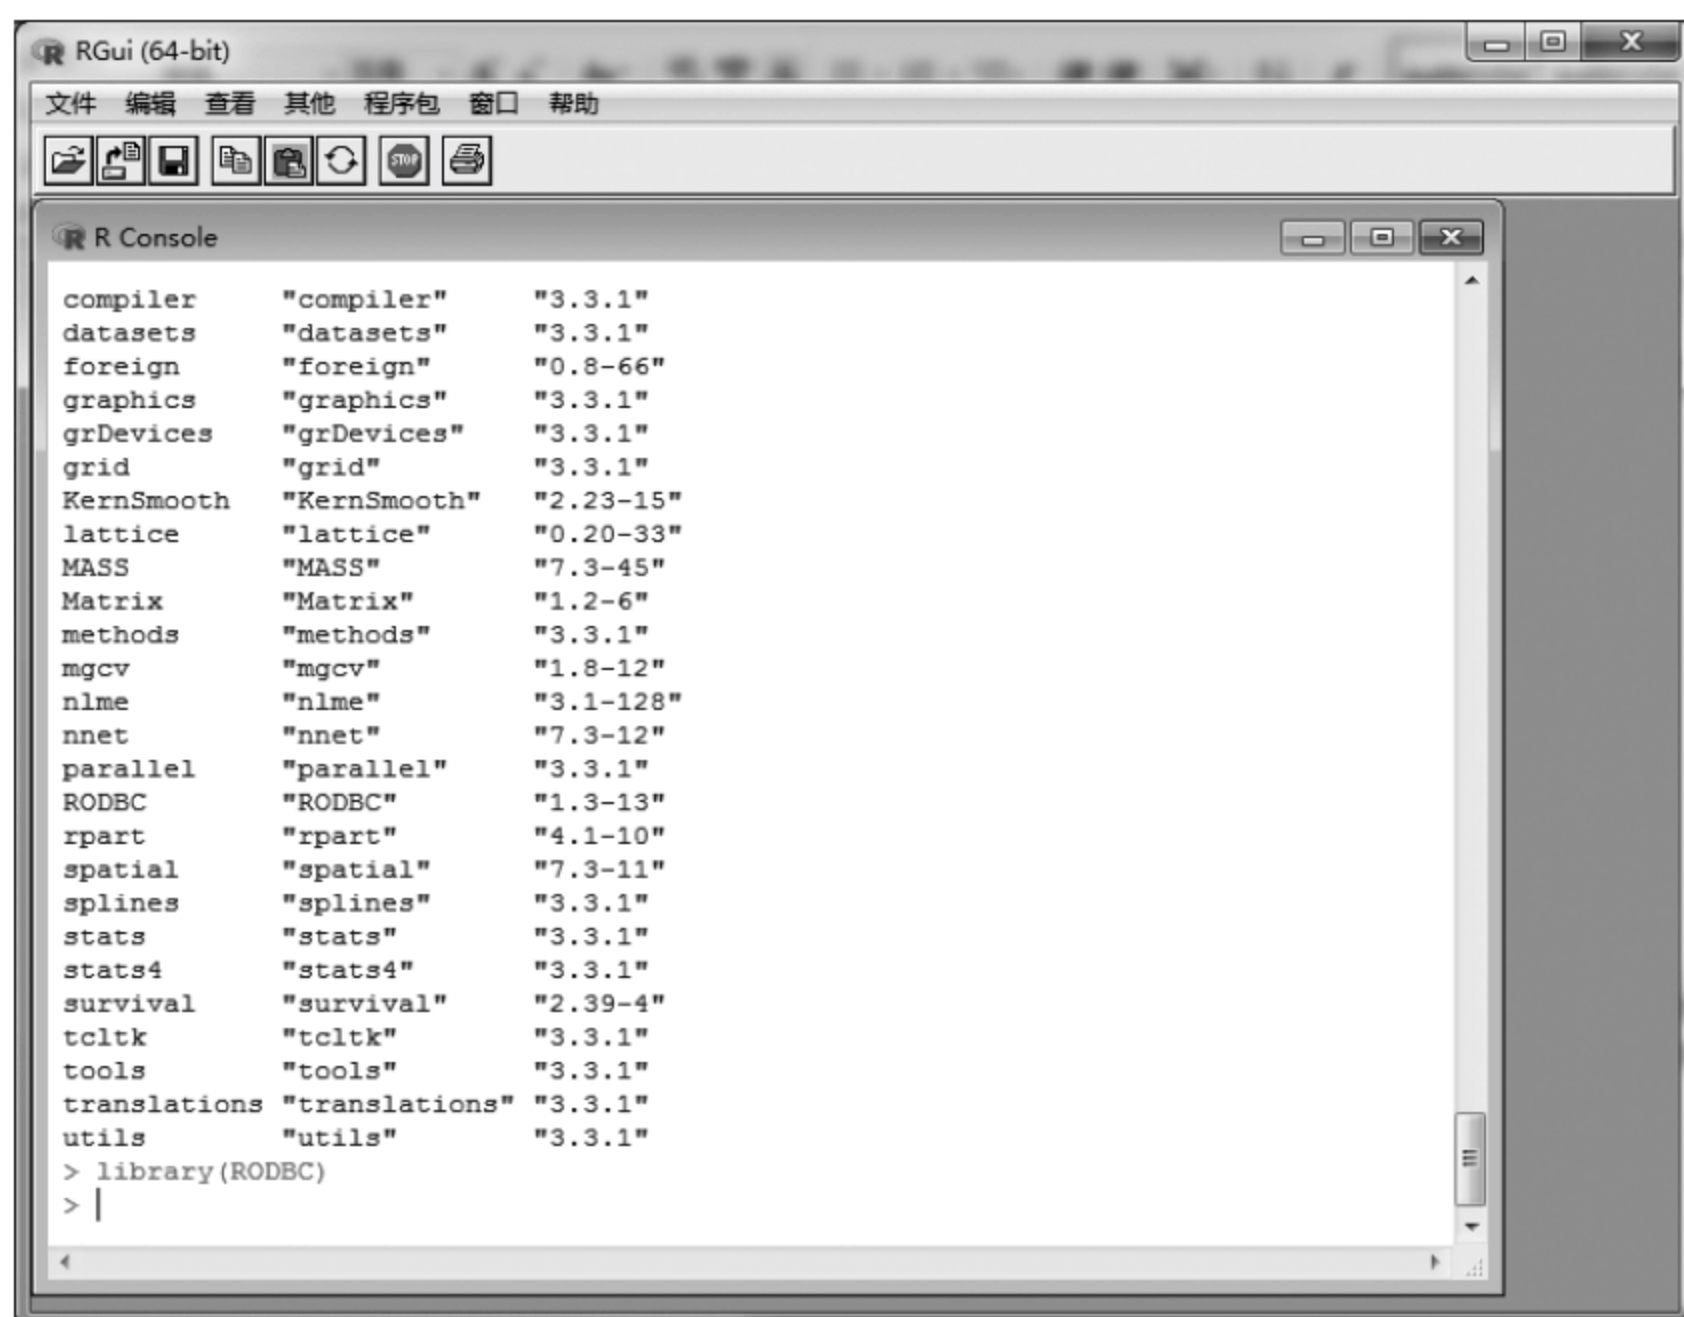 RGui (64-bit)
文件 编辑 查看 其他 程序包 窗口 帮助
STOP
R Console
compiler "compiler" "3.3.1"
datasets "datasets" "3.3.1"
foreign "foreign" "0.8-66"
graphics "graphics" "3.3.1"
grDevices "grDevices" "3.3.1"
grid "grid" "3.3.1"
KernSmooth "KernSmooth" "2.23-15"
lattice "lattice" "0.20-33"
MASS "MASS" "7.3-45"
Matrix "Matrix" "1.2-6"
methods "methods" "3.3.1"
mgcv "mgcv" "1.8-12"
nlme "nlme" "3.1-128"
nnet "nnet" "7.3-12"
parallel "parallel" "3.3.1"
RODBC "RODBC" "1.3-13"
rpart "rpart" "4.1-10"
spatial "spatial" "7.3-11"
splines "splines" "3.3.1"
stats "stats" "3.3.1"
stats4 "stats4" "3.3.1"
survival "survival" "2.39-4"
tcltk "tcltk" "3.3.1"
tools "tools" "3.3.1"
translations "translations" "3.3.1"
utils "utils" "3.3.1"
> library(RODBC)
>